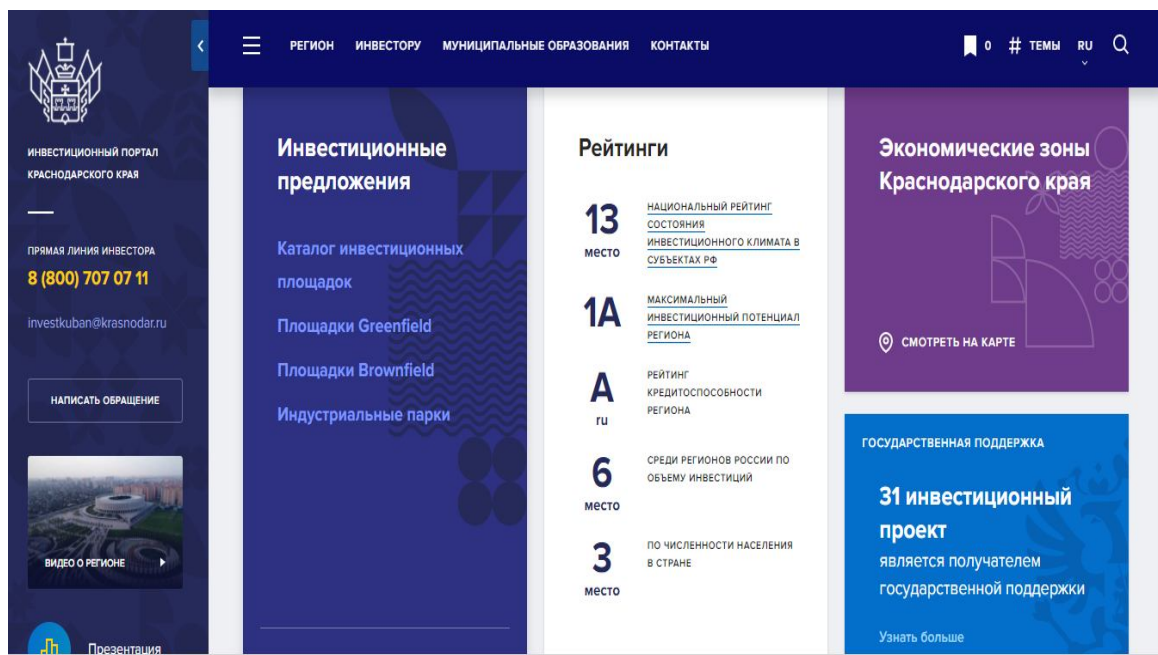 ИНВЕСТИЦИОННЫЙ ПОРТАЛ
КРАСНОДАРСКОГО КРАЯ
ПРЯМАЯ ЛИНИЯ ИНВЕСТОРА
8 (800) 707 07 11
investkuban@krasnodar.ru
НАПИСАТЬ ОБРАЩЕНИЕ
ВИДЕО О РЕГИОНЕ
Презентация
РЕГИОН ИНВЕСТОРУ МУНИЦИПАЛЬНЫЕ ОБРАЗОВАНИЯ КОНТАКТЫ
0 # ТЕМЫ RU
Инвестиционные
предложения
Каталог инвестиционных
площадок
Площадки Greenfield
Площадки Brownfield
Индустриальные парки
Рейтинги
13
место
НАЦИОНАЛЬНЫЙ РЕЙТИНГ
СОСТОЯНИЯ
ИНВЕСТИЦИОННОГО КЛИМАТА В
СУБЪЕКТАХ РФ
1A
МАКСИМАЛЬНЫЙ
ИНВЕСТИЦИОННЫЙ ПОТЕНЦИАЛ
РЕГИОНА
A
ru
РЕЙТИНГ
КРЕДИТОСПОСОБНОСТИ
РЕГИОНА
6
место
СРЕДИ РЕГИОНОВ РОССИИ ПО
ОБЪЕМУ ИНВЕСТИЦИЙ
3
место
ПО ЧИСЛЕННОСТИ НАСЕЛЕНИЯ
В СТРАНЕ
Экономические зоны
Краснодарского края
СМОТРЕТЬ НА КАРТЕ
ГОСУДАРСТВЕННАЯ ПОДДЕРЖКА
31 инвестиционный
проект
является получателем
государственной поддержки
Узнать больше